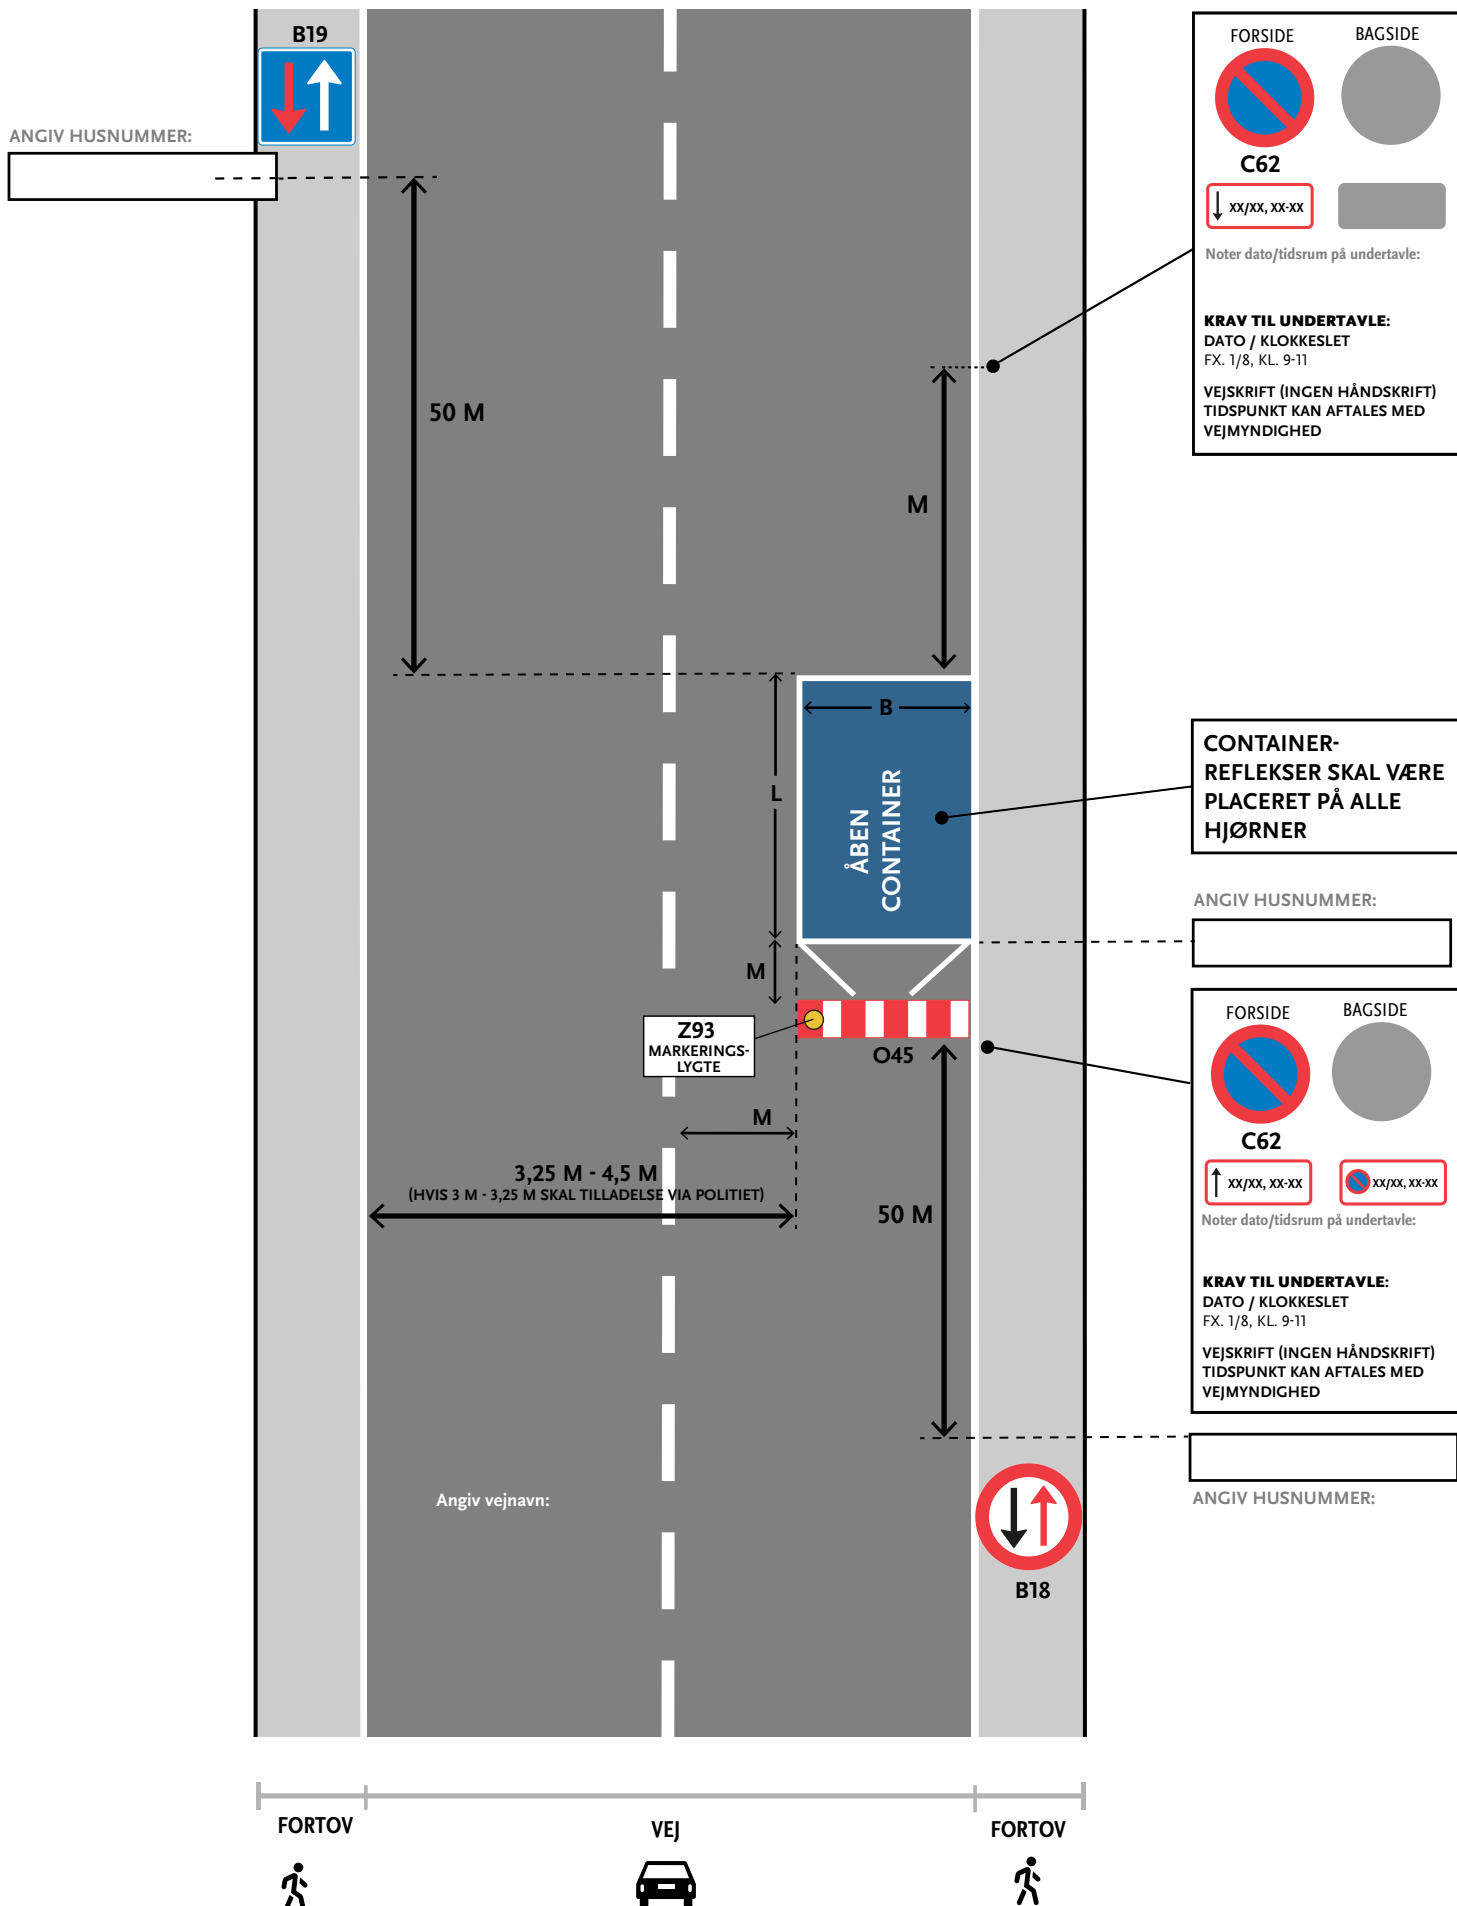 B19
ANGIV HUSNUMMER:
50 M
FORSIDE
BAGSIDE
C62
xx/xx, xx-xx
Noter dato/tidsrum på undertavle:
KRAV TIL UNDERTAVLE:
DATO / KLOKKESLET
FX. 1/8, KL. 9-11
VEJSKRIFT (INGEN HÅNDSKRIFT)
TIDSPUNKT KAN AFTALES MED
VEJMYNDIGHED
M
B
L
ÅBEN
CONTAINER
CONTAINER-
REFLEKSER SKAL VÆRE
PLACERET PÅ ALLE
HJØRNER
ANGIV HUSNUMMER:
M
Z93
MARKERINGS-
LYGTE
O45
M
3,25 M - 4,5 M
(HVIS 3 M - 3,25 M SKAL TILLADELSE VIA POLITIET)
50 M
FORSIDE
BAGSIDE
C62
xx/xx, xx-xx
xx/xx, xx-xx
Noter dato/tidsrum på undertavle:
KRAV TIL UNDERTAVLE:
DATO / KLOKKESLET
FX. 1/8, KL. 9-11
VEJSKRIFT (INGEN HÅNDSKRIFT)
TIDSPUNKT KAN AFTALES MED
VEJMYNDIGHED
ANGIV HUSNUMMER:
Angiv vejnavn:
B18
FORTOV
VEJ
FORTOV